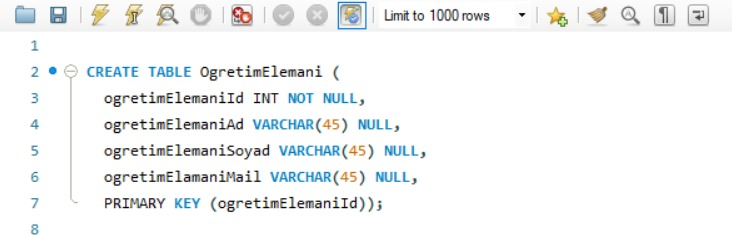 Limit to 1000 rows
1
2 CREATE TABLE OgretimElemani (
3 ogretimElemaniId INT NOT NULL,
4 ogretimElemaniAd VARCHAR(45) NULL,
5 ogretimElemaniSoyad VARCHAR(45) NULL,
6 ogretimElamaniMail VARCHAR(45) NULL,
7 PRIMARY KEY (ogretimElemaniId));
8